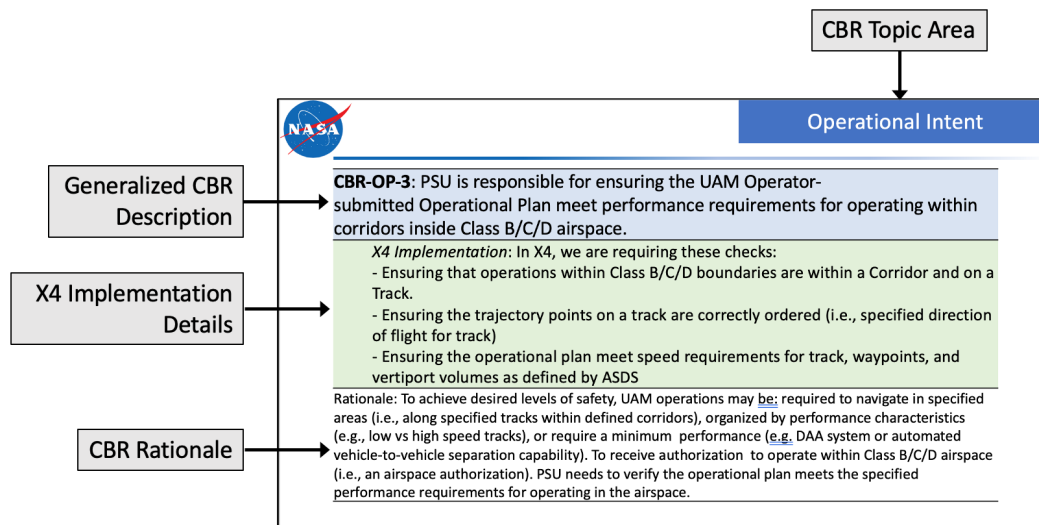 CBR Topic Area
NASA
Operational Intent
Generalized CBR
Description
CBR-OP-3: PSU is responsible for ensuring the UAM Operator-
submitted Operational Plan meet performance requirements for operating within
corridors inside Class B/C/D airspace.
X4 Implementation
Details
X4 Implementation: In X4, we are requiring these checks:
- Ensuring that operations within Class B/C/D boundaries are within a Corridor and on a
Track.
- Ensuring the trajectory points on a track are correctly ordered (i.e., specified direction
of flight for track)
- Ensuring the operational plan meet speed requirements for track, waypoints, and
vertiport volumes as defined by ASDS
CBR Rationale
Rationale: To achieve desired levels of safety, UAM operations may be: required to navigate in specified
areas (i.e., along specified tracks within defined corridors), organized by performance characteristics
(e.g., low vs high speed tracks), or require a minimum performance (e.g. DAA system or automated
vehicle-to-vehicle separation capability). To receive authorization to operate within Class B/C/D airspace
(i.e., an airspace authorization). PSU needs to verify the operational plan meets the specified
performance requirements for operating in the airspace.